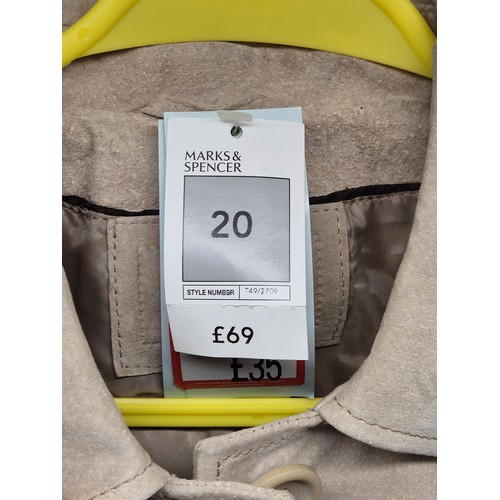 MARKS &
SPENCER
20
STYLE NUMBER T49/2709
£69
£35